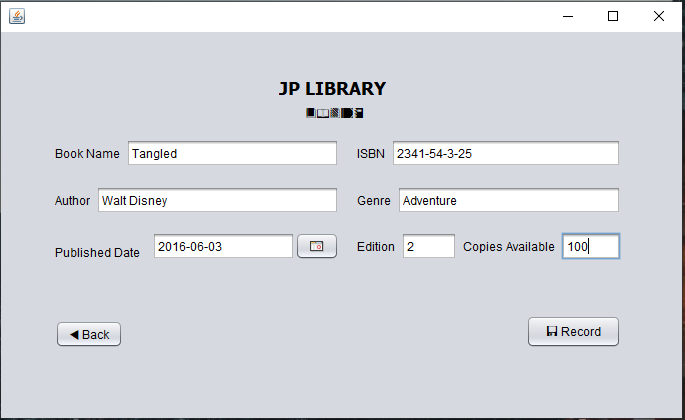 JP LIBRARY
Book Name Tangled ISBN 2341-54-3-25
Author Walt Disney Genre Adventure
Published Date 2016-06-03 Edition 2 Copies Available 100
Back Record